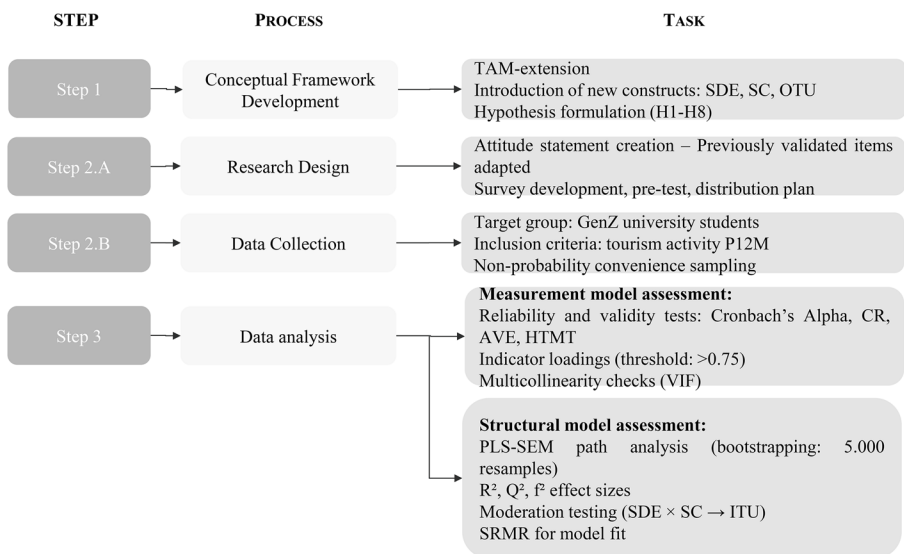 STEP PROCESS TASK
Step 1
Conceptual Framework
Development
TAM-extension
Introduction of new constructs: SDE, SC, OTU
Hypothesis formulation (H1-H8)
Step 2.A
Research Design
Attitude statement creation – Previously validated items
adapted
Survey development, pre-test, distribution plan
Step 2.B
Data Collection
Target group: GenZ university students
Inclusion criteria: tourism activity P12M
Non-probability convenience sampling
Step 3
Data analysis
Measurement model assessment:
Reliability and validity tests: Cronbach's Alpha, CR,
AVE, HTMT
Indicator loadings (threshold: >0.75)
Multicollinearity checks (VIF)
Structural model assessment:
PLS-SEM path analysis (bootstrapping: 5.000
resamples)
R², Q², f² effect sizes
Moderation testing (SDE × SC → ITU)
SRMR for model fit